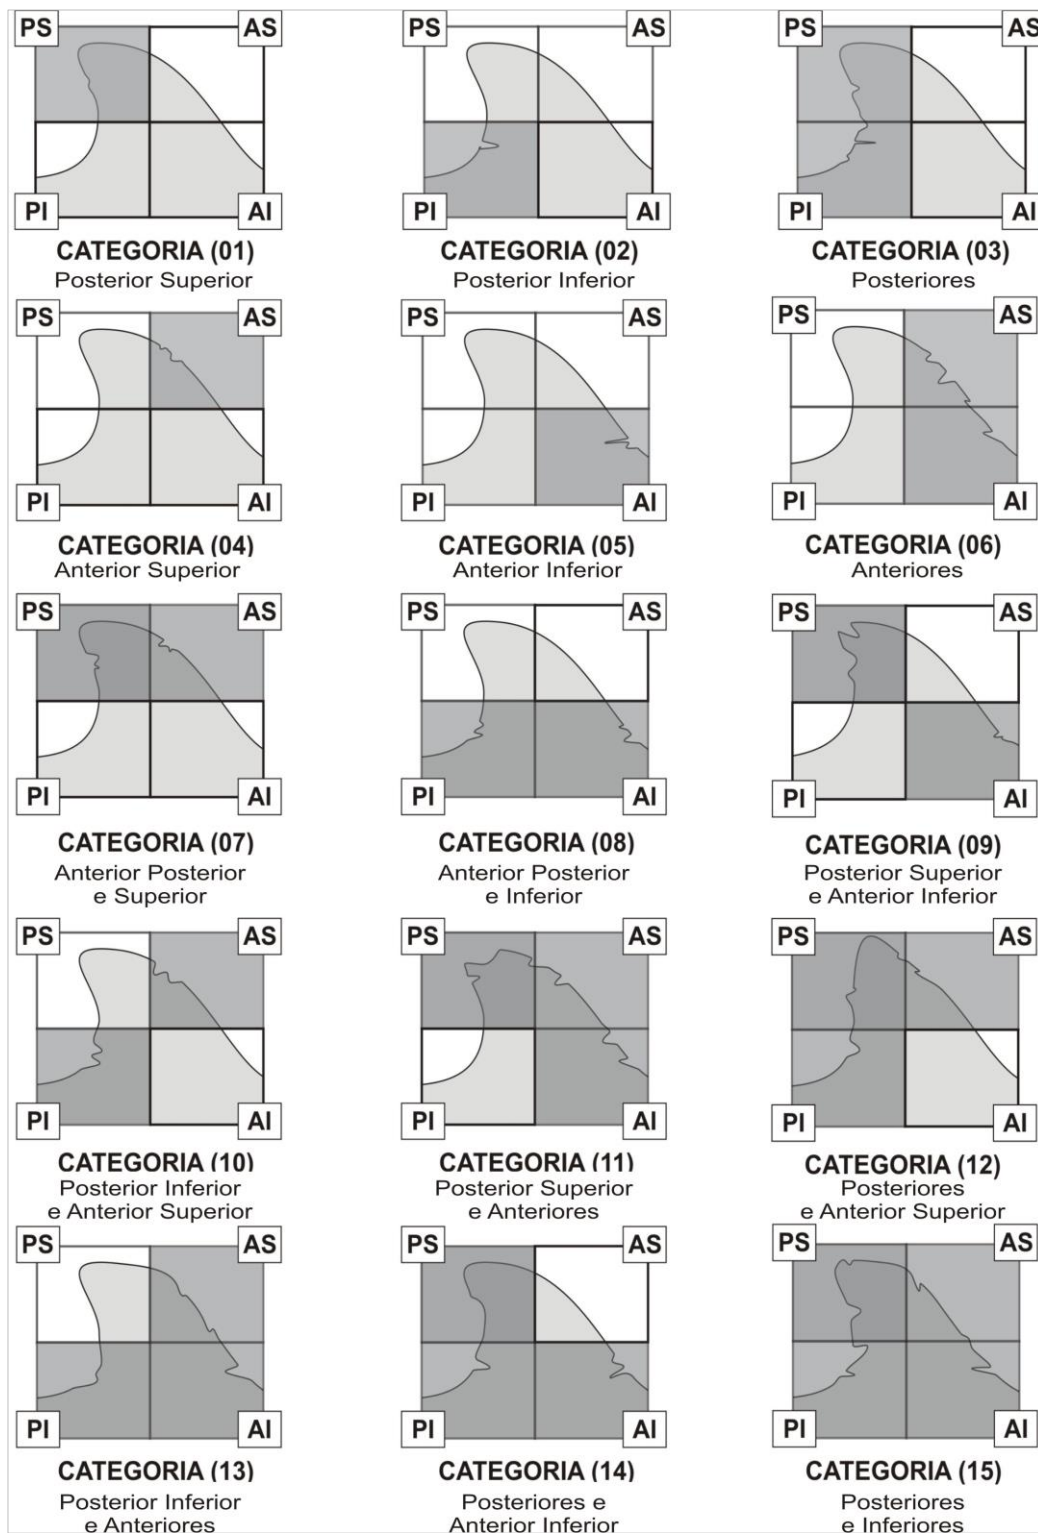 PS AS PS AS PS AS
PI AI PI AI PI AI
CATEGORIA (01) CATEGORIA (02) CATEGORIA (03)
Posterior Superior Posterior Inferior Posteriores
PS AS PS AS PS AS
PI AI PI AI PI AI
CATEGORIA (04) CATEGORIA (05) CATEGORIA (06)
Anterior Superior Anterior Inferior Anteriores
PS AS PS AS PS AS
PI AI PI AI PI AI
CATEGORIA (07) CATEGORIA (08) CATEGORIA (09)
Anterior Posterior Anterior Posterior Posterior Superior
e Superior e Inferior e Anterior Inferior
PS AS PS AS PS AS
PI AI PI AI PI AI
CATEGORIA (10) CATEGORIA (11) CATEGORIA (12)
Posterior Inferior Posterior Superior Posteriores
e Anterior Superior e Anteriores e Anterior Superior
PS AS PS AS PS AS
PI AI PI AI PI AI
CATEGORIA (13) CATEGORIA (14) CATEGORIA (15)
Posterior Inferior Posteriores e Posteriores
e Anteriores Anterior Inferior e Inferiores